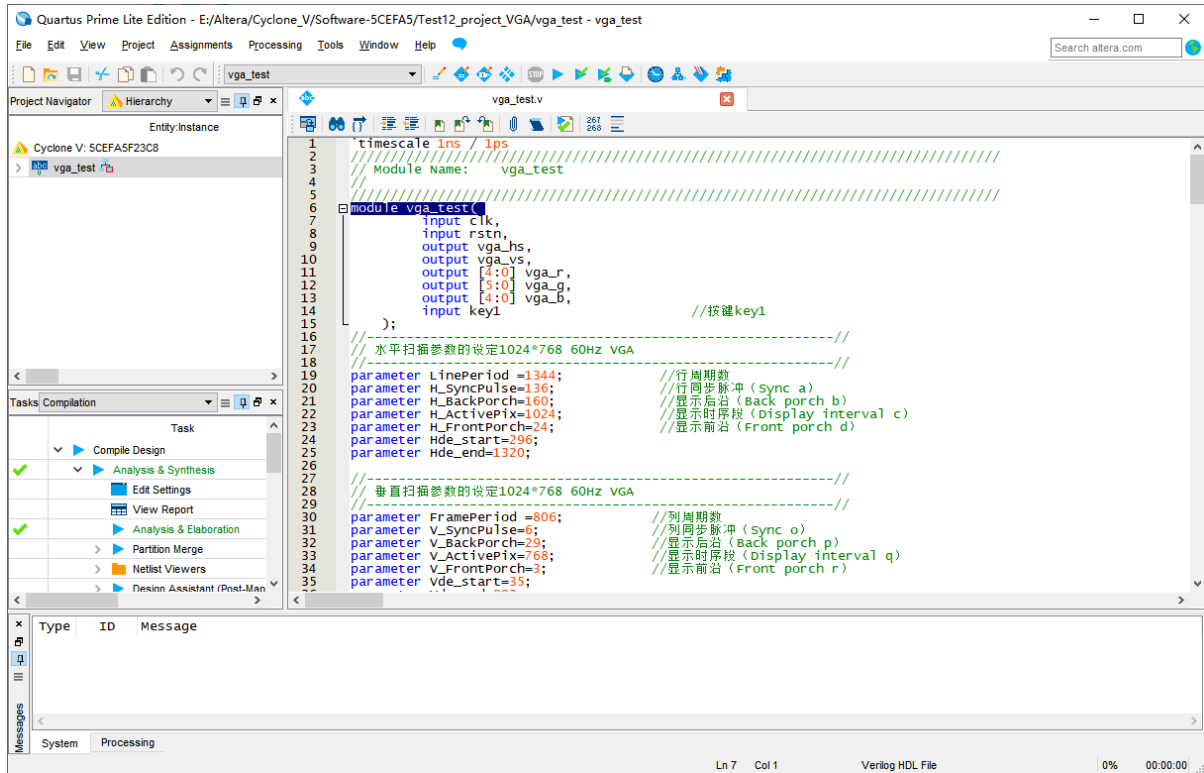 Quartus Prime Lite Edition - E:/Altera/Cyclone_V/Software-5CEFA5/Test12_project_VGA/vga_test - vga_test
File Edit View Project Assignments Processing Tools Window Help
Search altera.com
vga_test
Project Navigator Hierarchy
Entity:Instance
Cyclone V: 5CEFA5F23C8
vga_test
Tasks Compilation
Task
Compile Design
Analysis & Synthesis
Edit Settings
View Report
Analysis & Elaboration
Partition Merge
Netlist Viewers
Design Assistant (Post-Map
vga_test.v
267
268
1 `timescale 1ns / 1ps
2 //////////////////////////////////////////////////////////////////////////////////
3 // Module Name: vga_test
4 //
5 //////////////////////////////////////////////////////////////////////////////////
6 module vga_test(
7 input clk,
8 input rstn,
9 output vga_hs,
10 output vga_vs,
11 output [4:0] vga_r,
12 output [5:0] vga_g,
13 output [4:0] vga_b,
14 input key1 //按键key1
15 );
16 //-----------------------------------------------------------//
17 // 水平扫描参数的设定1024*768 60Hz VGA
18 //-----------------------------------------------------------//
19 parameter LinePeriod =1344; //行周期数
20 parameter H_SyncPulse=136; //行同步脉冲（Sync a）
21 parameter H_BackPorch=160; //显示后沿（Back porch b）
22 parameter H_ActivePix=1024; //显示时序段（Display interval c）
23 parameter H_FrontPorch=24; //显示前沿（Front porch d）
24 parameter Hde_start=296;
25 parameter Hde_end=1320;
26
27 //-----------------------------------------------------------//
28 // 垂直扫描参数的设定1024*768 60Hz VGA
29 //-----------------------------------------------------------//
30 parameter FramePeriod =806; //列周期数
31 parameter V_SyncPulse=6; //列同步脉冲（Sync o）
32 parameter V_BackPorch=29; //显示后沿（Back porch p）
33 parameter V_ActivePix=768; //显示时序段（Display interval q）
34 parameter V_FrontPorch=3; //显示前沿（Front porch r）
35 parameter Vde_start=35;
Type ID Message
Messages
System Processing
Ln 7 Col 1 Verilog HDL File 0% 00:00:00